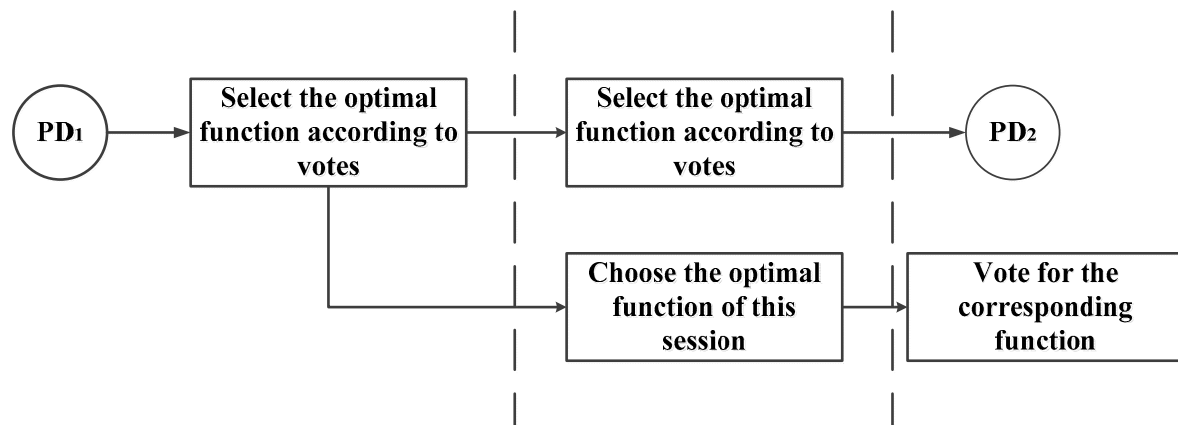 PD1
Select the optimal
function according to
votes
Select the optimal
function according to
votes
PD2
Choose the optimal
function of this
session
Vote for the
corresponding
function